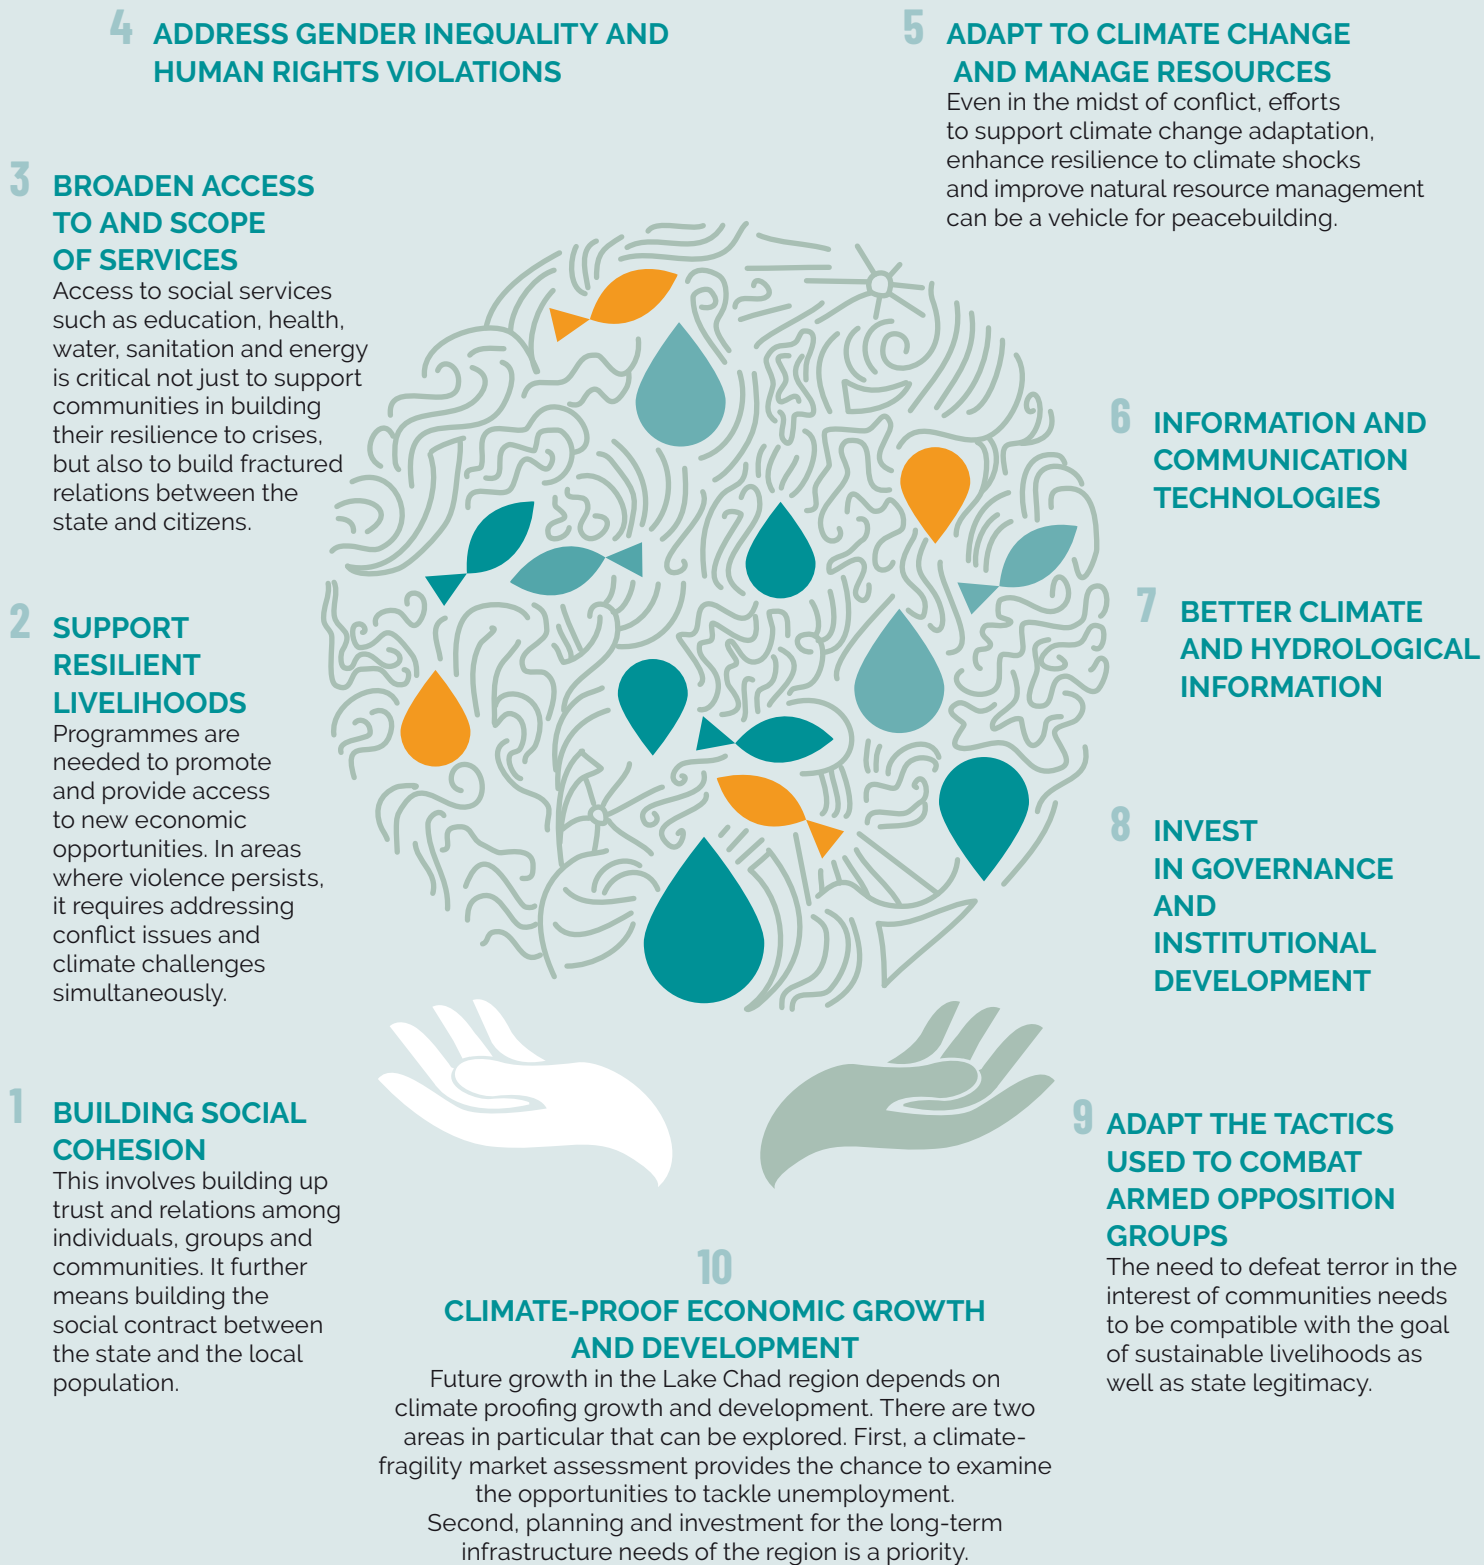 4 ADDRESS GENDER INEQUALITY AND
HUMAN RIGHTS VIOLATIONS
5 ADAPT TO CLIMATE CHANGE
AND MANAGE RESOURCES
Even in the midst of conflict, efforts
to support climate change adaptation,
enhance resilience to climate shocks
and improve natural resource management
can be a vehicle for peacebuilding.
3 BROADEN ACCESS
TO AND SCOPE
OF SERVICES
Access to social services
such as education, health,
water, sanitation and energy
is critical not just to support
communities in building
their resilience to crises,
but also to build fractured
relations between the
state and citizens.
6 INFORMATION AND
COMMUNICATION
TECHNOLOGIES
2 SUPPORT
RESILIENT
LIVELIHOODS
Programmes are
needed to promote
and provide access
to new economic
opportunities. In areas
where violence persists,
it requires addressing
conflict issues and
climate challenges
simultaneously.
7 BETTER CLIMATE
AND HYDROLOGICAL
INFORMATION
8 INVEST
IN GOVERNANCE
AND
INSTITUTIONAL
DEVELOPMENT
1 BUILDING SOCIAL
COHESION
This involves building up
trust and relations among
individuals, groups and
communities. It further
means building the
social contract between
the state and the local
population.
9 ADAPT THE TACTICS
USED TO COMBAT
ARMED OPPOSITION
GROUPS
The need to defeat terror in the
interest of communities needs
to be compatible with the goal
of sustainable livelihoods as
well as state legitimacy.
10
CLIMATE-PROOF ECONOMIC GROWTH
AND DEVELOPMENT
Future growth in the Lake Chad region depends on
climate proofing growth and development. There are two
areas in particular that can be explored. First, a climate-
fragility market assessment provides the chance to examine
the opportunities to tackle unemployment.
Second, planning and investment for the long-term
infrastructure needs of the region is a priority.